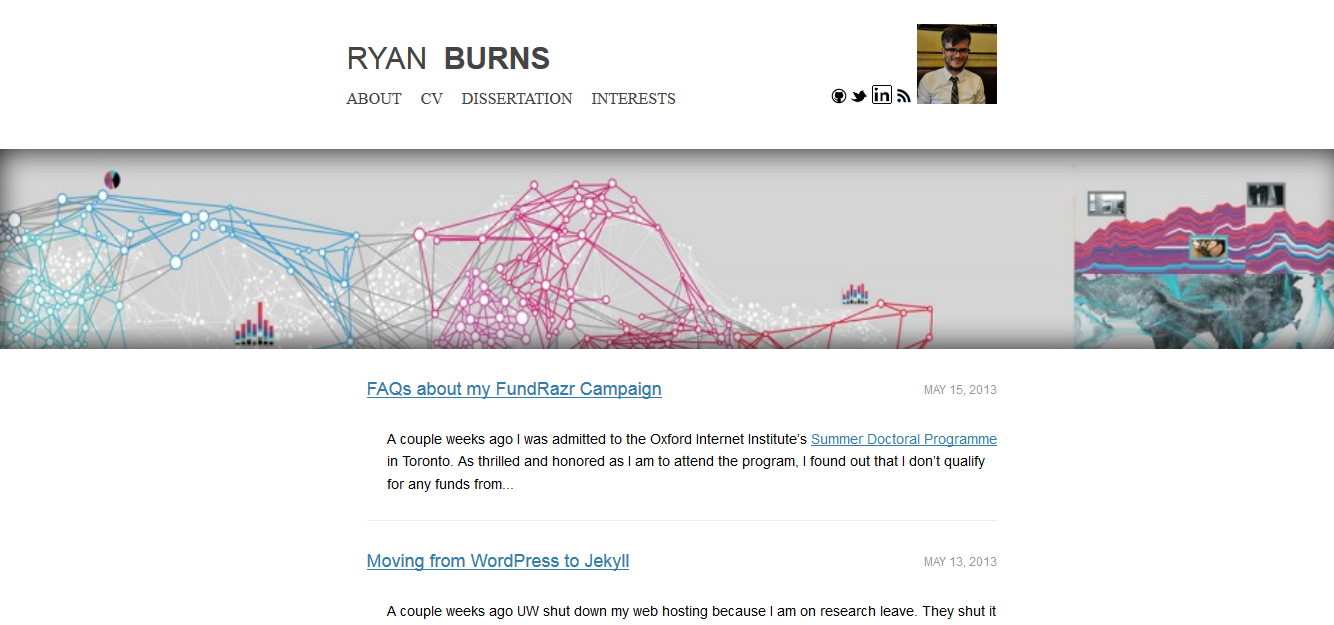 RYAN BURNS
ABOUT CV DISSERTATION INTERESTS
in
FAQs about my FundRazr Campaign
MAY 15, 2013
A couple weeks ago I was admitted to the Oxford Internet Institute’s Summer Doctoral Programme
in Toronto. As thrilled and honored as I am to attend the program, I found out that I don’t qualify
for any funds from...
Moving from WordPress to Jekyll
MAY 13, 2013
A couple weeks ago UW shut down my web hosting because I am on research leave. They shut it